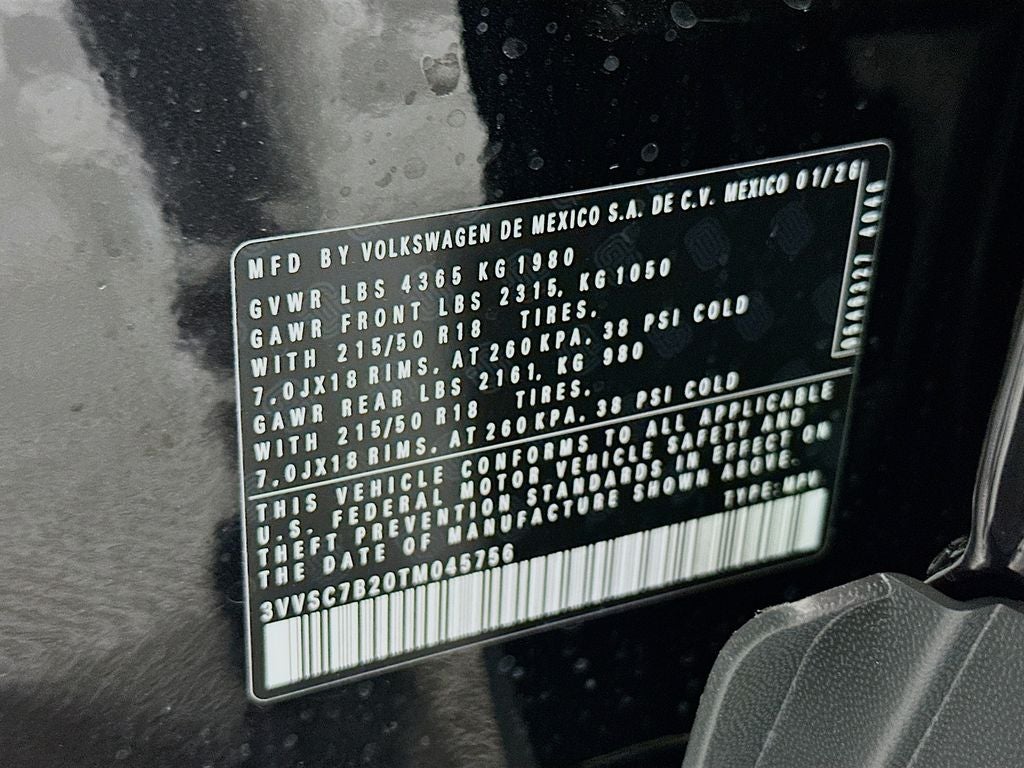 MFD BY VOLKSWAGEN DE MEXICO S.A. DE C.V. MEXICO 01/26
GVWR LBS 4365 KG 1980
GAWR FRONT LBS 2315, KG 1050
WITH 215/50 R18 TIRES,
7,0JX18 RIMS, AT 260 KPA, 38 PSI COLD
GAWR REAR LBS 2161, KG 980
WITH 215/50 R18 TIRES,
7,0JX18 RIMS, AT 260 KPA, 38 PSI COLD
THIS VEHICLE CONFORMS TO ALL APPLICABLE
U.S. FEDERAL MOTOR VEHICLE SAFETY AND
THEFT PREVENTION STANDARDS IN EFFECT ON
THE DATE OF MANUFACTURE SHOWN ABOVE.
TYPE: MPV
3VVSC7B20TM045756